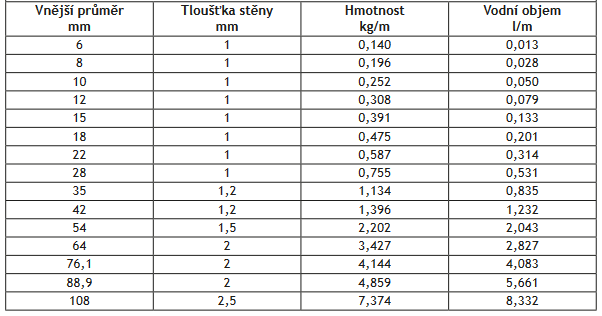 Vnější průměr Tloušťka stěny Hmotnost Vodní objem
mm mm kg/m l/m
6 1 0,140 0,013
8 1 0,196 0,028
10 1 0,252 0,050
12 1 0,308 0,079
15 1 0,391 0,133
18 1 0,475 0,201
22 1 0,587 0,314
28 1 0,755 0,531
35 1,2 1,134 0,835
42 1,2 1,396 1,232
54 1,5 2,202 2,043
64 2 3,427 2,827
76,1 2 4,144 4,083
88,9 2 4,859 5,661
108 2,5 7,374 8,332